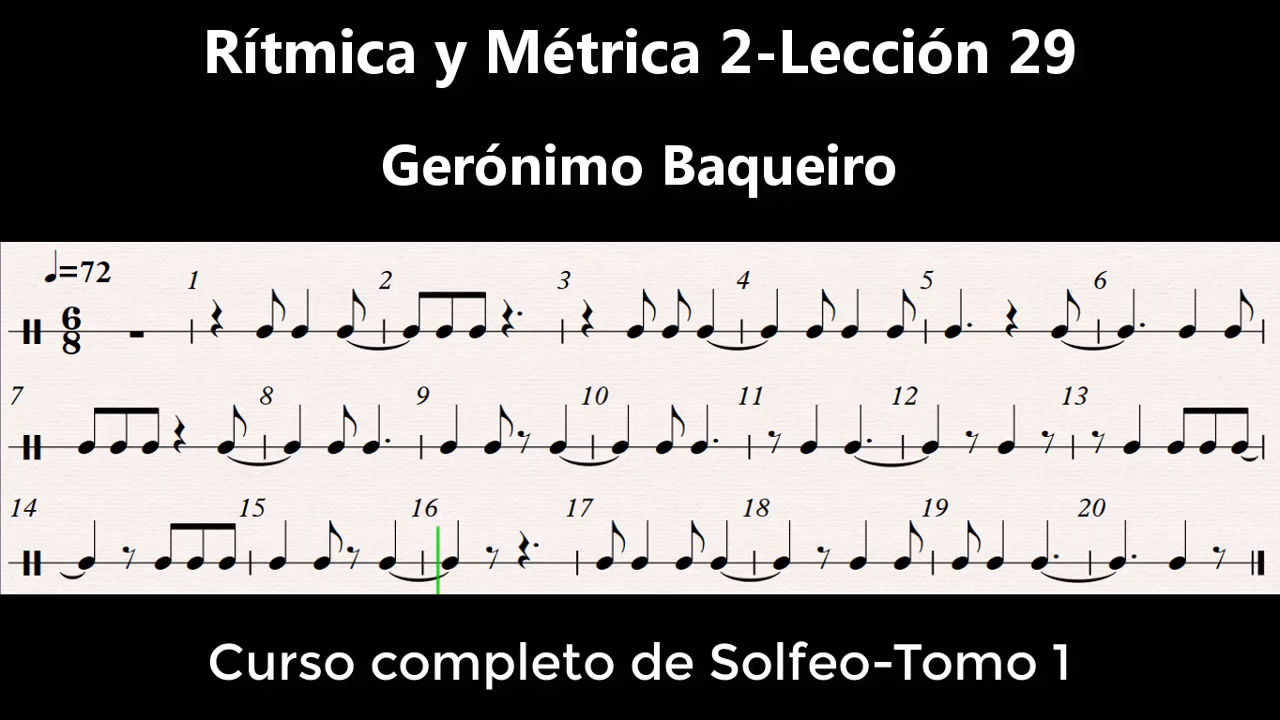 Rítmica y Métrica 2-Lección 29
Gerónimo Baqueiro
♩=72
6
8
1 2 3 4 5 6
7 8 9 10 11 12 13
14 15 16 17 18 19 20
Curso completo de Solfeo-Tomo 1